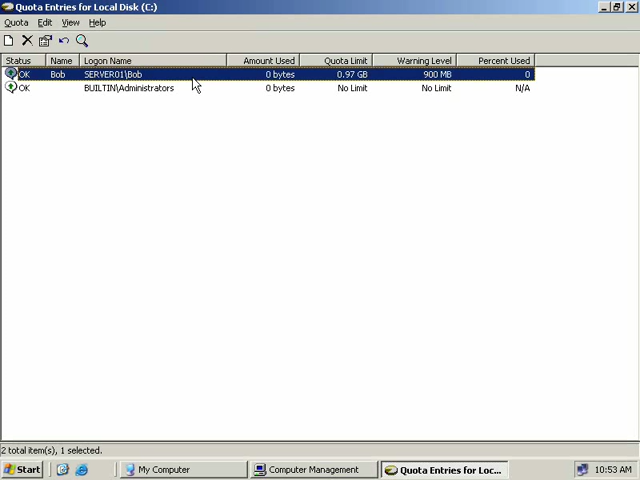 Quota Entries for Local Disk (C:)
Quota Edit View Help
Status Name Logon Name Amount Used Quota Limit Warning Level Percent Used
OK Bob SERVER01\Bob 0 bytes 0.97 GB 900 MB 0
OK BUILTIN\Administrators 0 bytes No Limit No Limit N/A
2 total item(s), 1 selected.
Start My Computer Computer Management Quota Entries for Loc... 10:53 AM